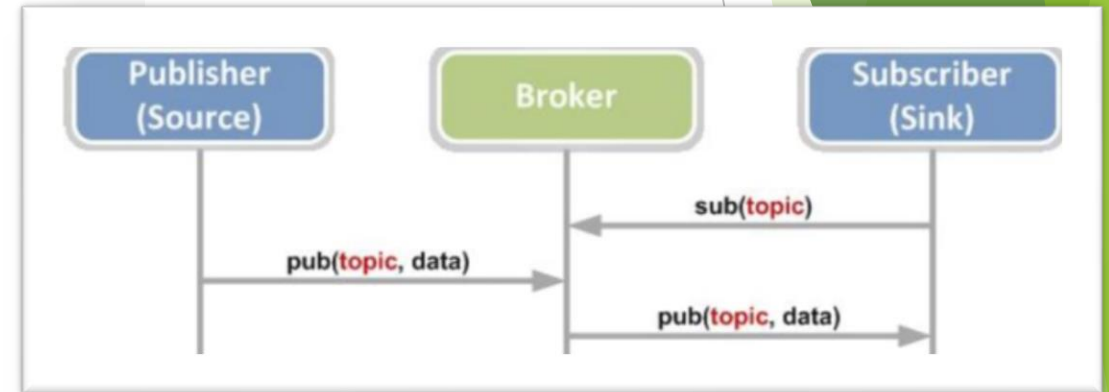 Publisher
(Source)
Broker
Subscriber
(Sink)
sub(topic)
pub(topic, data)
pub(topic, data)